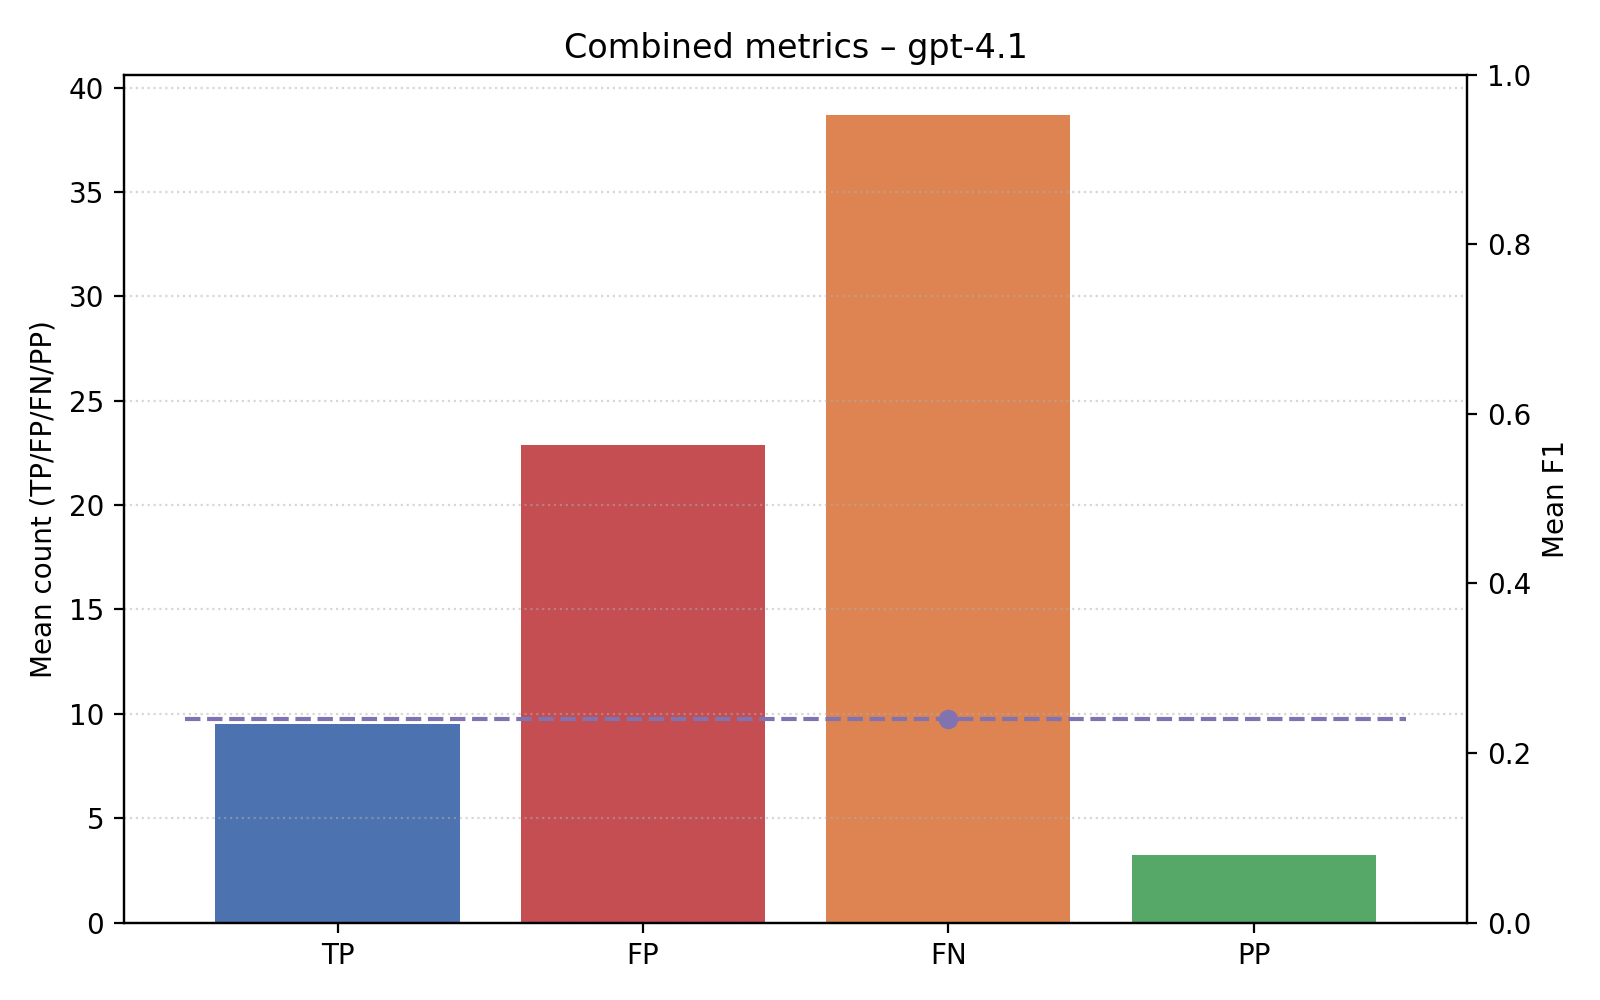 Combined metrics – gpt-4.1
Mean count (TP/FP/FN/PP)
40
35
30
25
20
15
10
5
0
TP
FP
FN
PP
1.0
0.8
0.6
0.4
0.2
0.0
Mean F1